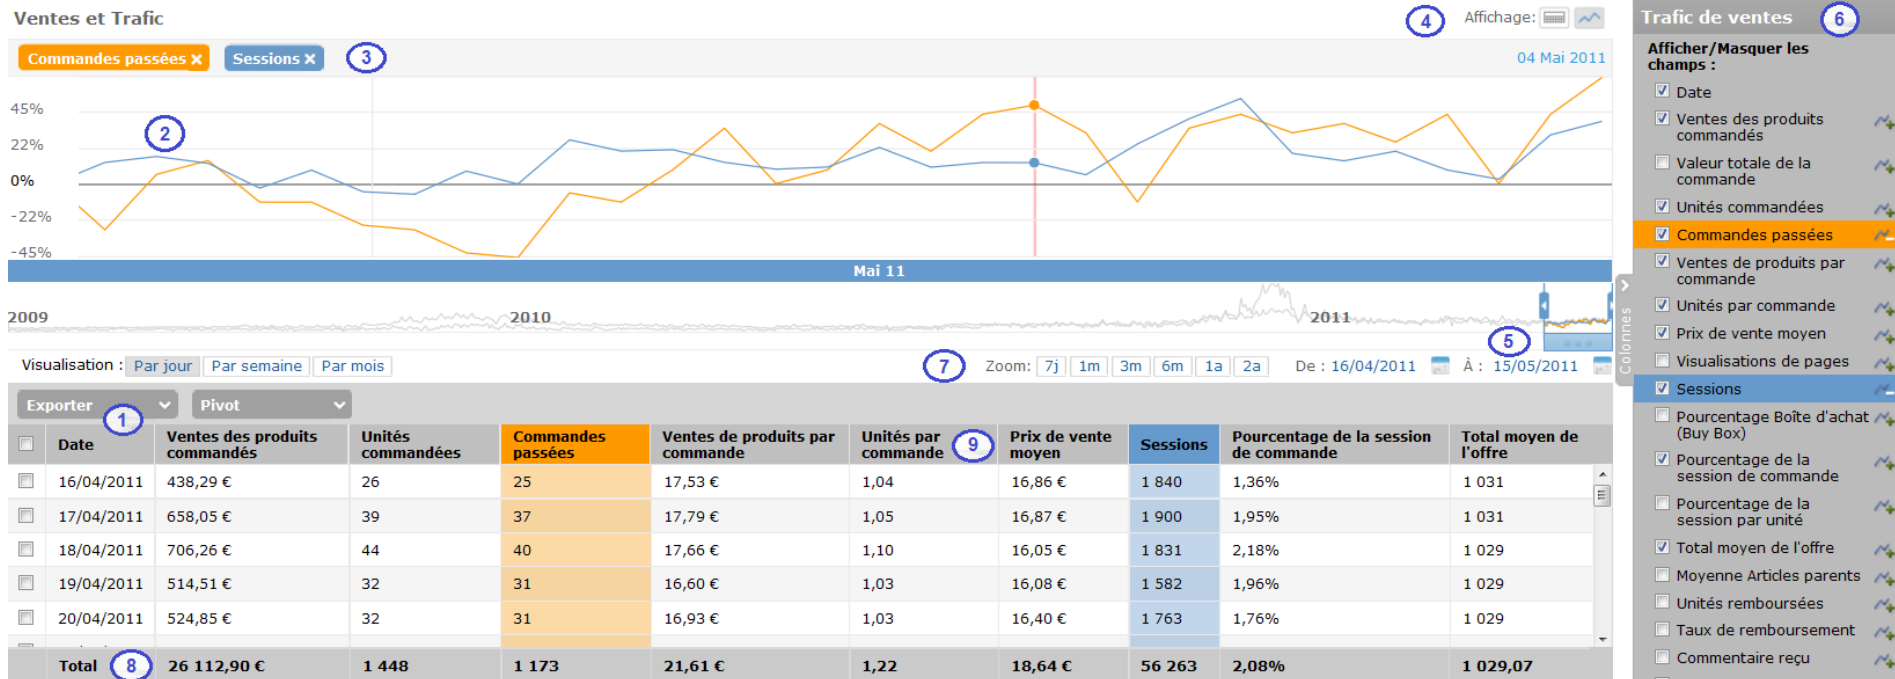 Ventes et Trafic
4
Affichage:
Commandes passées ×
Sessions ×
3
04 Mai 2011
45%
22%
0%
-22%
-45%
2
Mai 11
2009
2010
2011
5
Visualisation : Par jour Par semaine Par mois
7
Zoom: 7j 1m 3m 6m 1a 2a
De : 16/04/2011
À : 15/05/2011
Exporter
1
Pivot
Date
Ventes des produits
commandés
Unités
commandées
Commandes
passées
Ventes de produits par
commande
Unités par
commande
9
Prix de vente
moyen
Sessions
Pourcentage de la session
de commande
Total moyen de
l'offre
16/04/2011 438,29 € 26 25 17,53 € 1,04 16,86 € 1 840 1,36% 1 031
17/04/2011 658,05 € 39 37 17,79 € 1,05 16,87 € 1 900 1,95% 1 031
18/04/2011 706,26 € 44 40 17,66 € 1,10 16,05 € 1 831 2,18% 1 029
19/04/2011 514,51 € 32 31 16,60 € 1,03 16,08 € 1 582 1,96% 1 029
20/04/2011 524,85 € 32 31 16,93 € 1,03 16,40 € 1 763 1,76% 1 029
Total 8 26 112,90 € 1 448 1 173 21,61 € 1,22 18,64 € 56 263 2,08% 1 029,07
Colonnes
Trafic de ventes
6
Afficher/Masquer les
champs :
Date
Ventes des produits
commandés
Valeur totale de la
commande
Unités commandées
Commandes passées
Ventes de produits par
commande
Unités par commande
Prix de vente moyen
Visualisations de pages
Sessions
Pourcentage Boîte d'achat
(Buy Box)
Pourcentage de la
session de commande
Pourcentage de la
session par unité
Total moyen de l'offre
Moyenne Articles parents
Unités remboursées
Taux de remboursement
Commentaire reçu